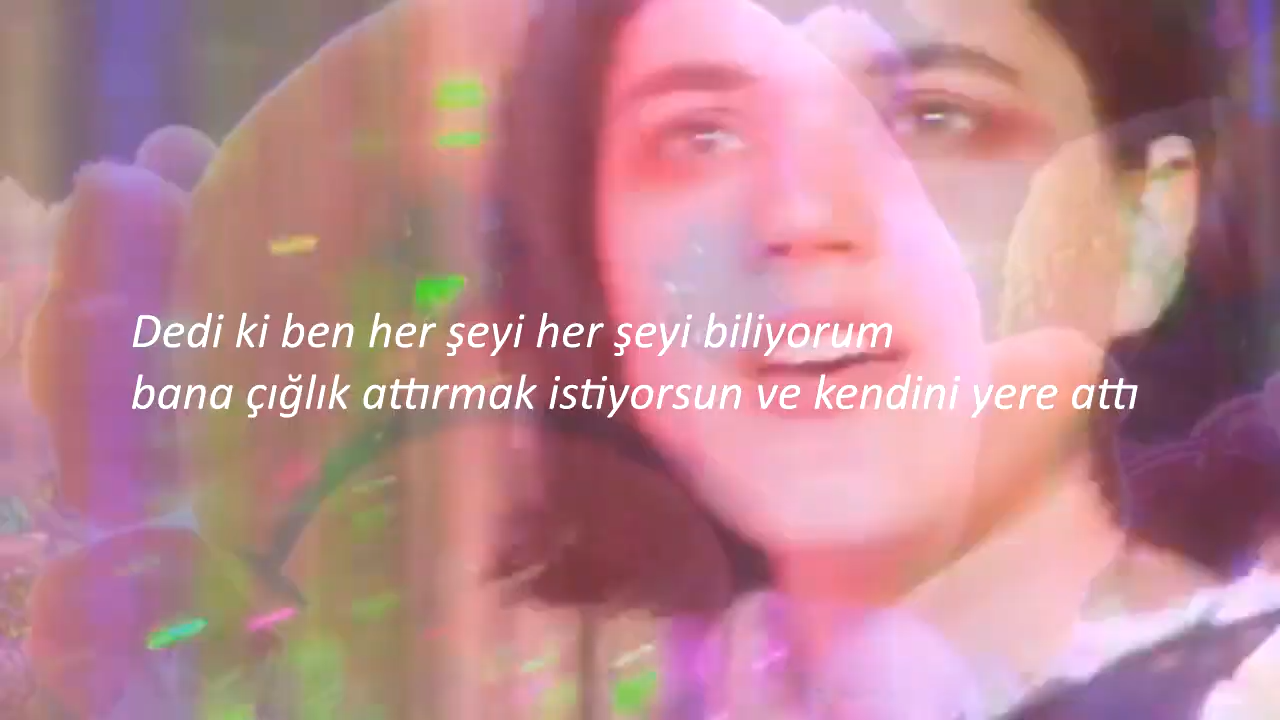 Dedi ki ben her şeyi her şeyi biliyorum
bana çığlık attırmak istiyorsun ve kendini yere attı